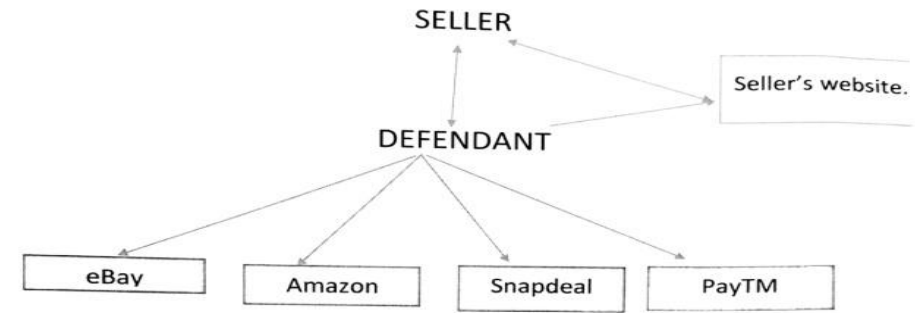 SELLER
Seller's website.
DEFENDANT
eBay
Amazon
Snapdeal
PayTM